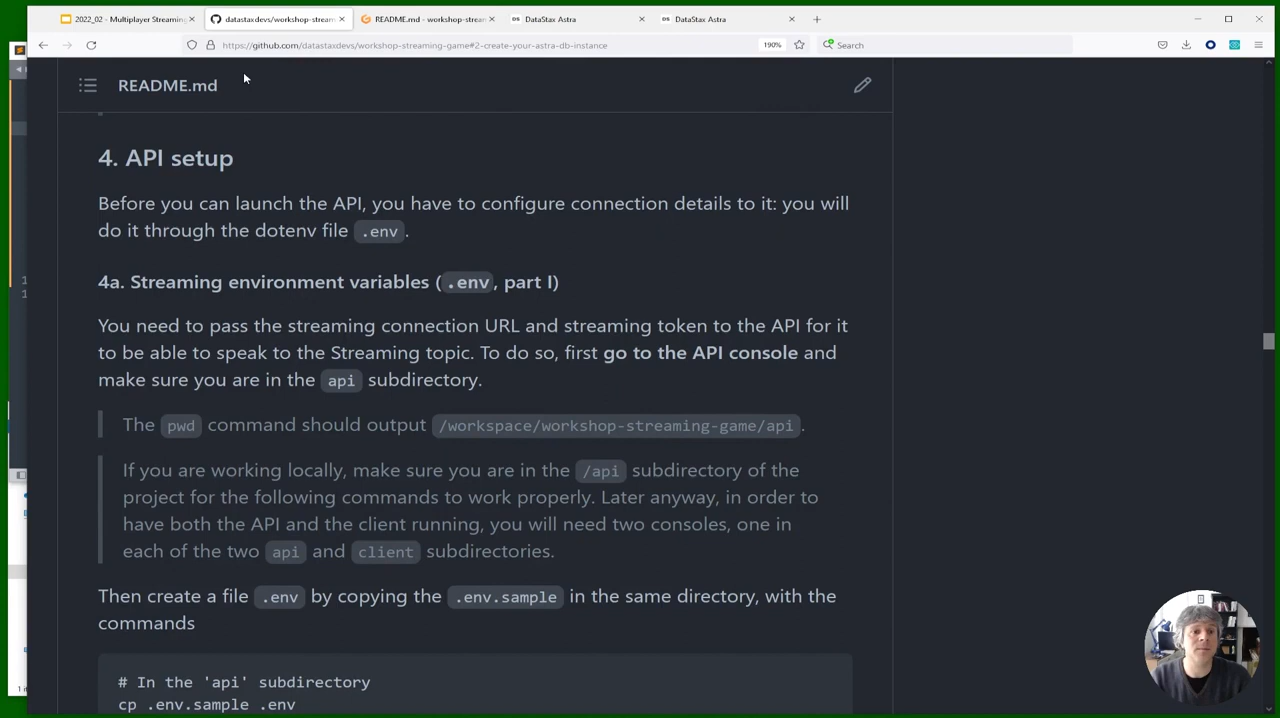 2022_02 - Multiplayer Streaming
datastaxdevs/workshop-stream
README.md - workshop-stream
DS DataStax Astra
DS DataStax Astra
https://github.com/datastaxdevs/workshop-streaming-game#2-create-your-astra-db-instance
190%
Search
README.md
4. API setup
Before you can launch the API, you have to configure connection details to it: you will
do it through the dotenv file .env.
4a. Streaming environment variables (.env, part I)
You need to pass the streaming connection URL and streaming token to the API for it
to be able to speak to the Streaming topic. To do so, first go to the API console and
make sure you are in the api subdirectory.
The pwd command should output /workspace/workshop-streaming-game/api.
If you are working locally, make sure you are in the /api subdirectory of the
project for the following commands to work properly. Later anyway, in order to
have both the API and the client running, you will need two consoles, one in
each of the two api and client subdirectories.
Then create a file .env by copying the .env.sample in the same directory, with the
commands
# In the 'api' subdirectory
cp .env.sample .env